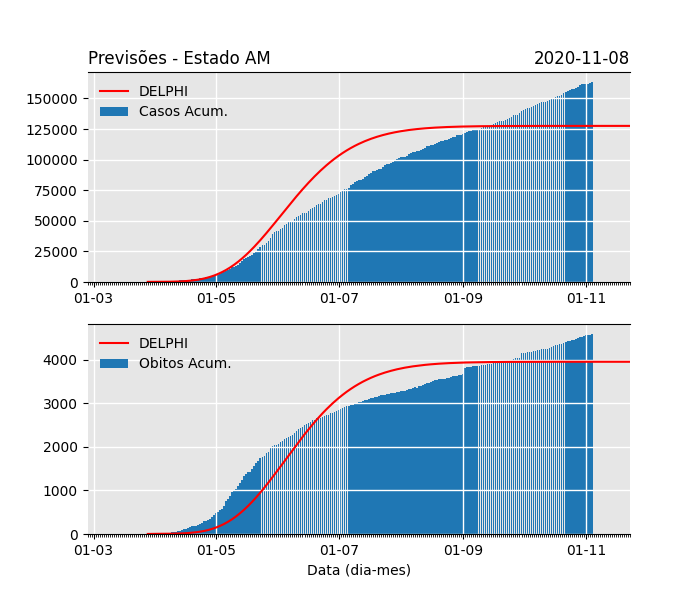 Previsões - Estado AM 2020-11-08
DELPHI
Casos Acum.
150000
125000
100000
75000
50000
25000
0
01-03 01-05 01-07 01-09 01-11
DELPHI
Obitos Acum.
4000
3000
2000
1000
0
01-03 01-05 01-07 01-09 01-11
Data (dia-mes)